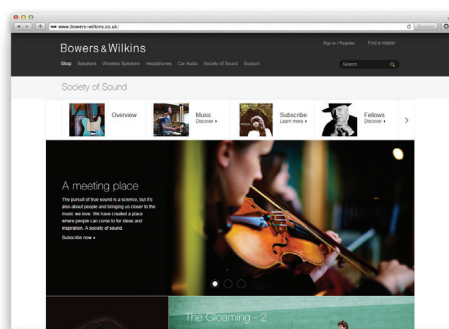 www.bowers-wilkins.co.uk/
Bowers & Wilkins
Sign in / Register
Find a retailer
Shop Speakers Wireless Speakers Headphones Car Audio Society of Sound Support
Search
Society of Sound
Overview
Music
Discover
Subscribe
Learn more
Fellows
Discover
A meeting place
The pursuit of true sound is a science, but it's
also about people and bringing us closer to the
music we love. We have created a place
where people can come to for ideas and
inspiration. A society of sound.
Subscribe now
The Gloaming - 2